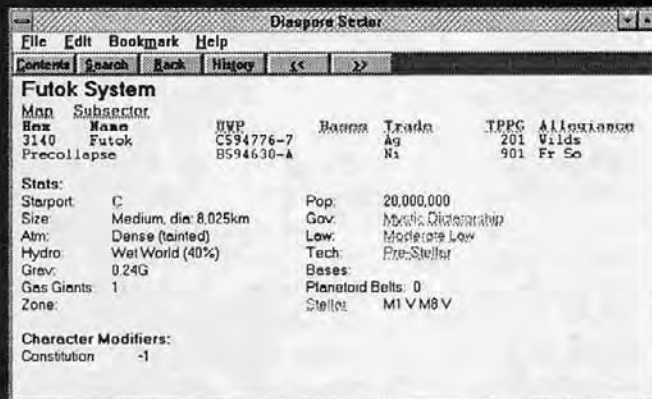 Diaspora Sector
File Edit Bookmark Help
Contents Search Back History << >>
Futok System
Map Subsector
Hex Name UWP Bases Trade TPPG Allegiance
3140 Futok C594776-7 Ag 201 Wilds
Precollapse B594630-A Ni 901 Fr So
Stats:
Starport C Pop: 20,000,000
Size: Medium, dia: 8,025km Gov: Mystic Dictatorship
Atm: Dense (tainted) Law: Moderate Law
Hydro: Wet World (40%) Tech: Pre-Stellar
Grav: 0.24G Bases:
Gas Giants: 1 Planetoid Belts: 0
Zone: Stellar M1 V M8 V
Character Modifiers:
Constitution -1